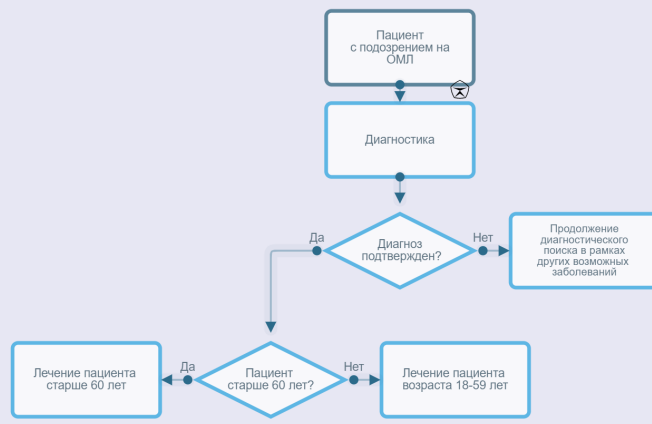 Пациент
с подозрением на
ОМЛ
Диагностика
Да
Диагноз
подтвержден?
Нет
Продолжение
диагностического
поиска в рамках
других возможных
заболеваний
Лечение пациента
старше 60 лет
Да
Пациент
старше 60 лет?
Нет
Лечение пациента
возраста 18-59 лет